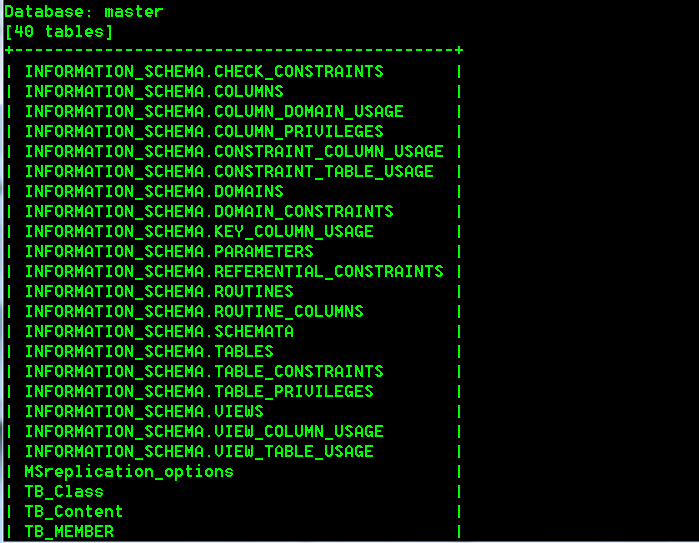 Database: master
[40 tables]
+--------------------------------------------+
| INFORMATION_SCHEMA.CHECK_CONSTRAINTS       |
| INFORMATION_SCHEMA.COLUMNS                 |
| INFORMATION_SCHEMA.COLUMN_DOMAIN_USAGE     |
| INFORMATION_SCHEMA.COLUMN_PRIVILEGES       |
| INFORMATION_SCHEMA.CONSTRAINT_COLUMN_USAGE |
| INFORMATION_SCHEMA.CONSTRAINT_TABLE_USAGE  |
| INFORMATION_SCHEMA.DOMAINS                 |
| INFORMATION_SCHEMA.DOMAIN_CONSTRAINTS      |
| INFORMATION_SCHEMA.KEY_COLUMN_USAGE        |
| INFORMATION_SCHEMA.PARAMETERS              |
| INFORMATION_SCHEMA.REFERENTIAL_CONSTRAINTS |
| INFORMATION_SCHEMA.ROUTINES                |
| INFORMATION_SCHEMA.ROUTINE_COLUMNS         |
| INFORMATION_SCHEMA.SCHEMATA                |
| INFORMATION_SCHEMA.TABLES                  |
| INFORMATION_SCHEMA.TABLE_CONSTRAINTS       |
| INFORMATION_SCHEMA.TABLE_PRIVILEGES        |
| INFORMATION_SCHEMA.VIEWS                   |
| INFORMATION_SCHEMA.VIEW_COLUMN_USAGE       |
| INFORMATION_SCHEMA.VIEW_TABLE_USAGE        |
| MSreplication_options                      |
| TB_Class                                   |
| TB_Content                                 |
| TB_MEMBER                                  |